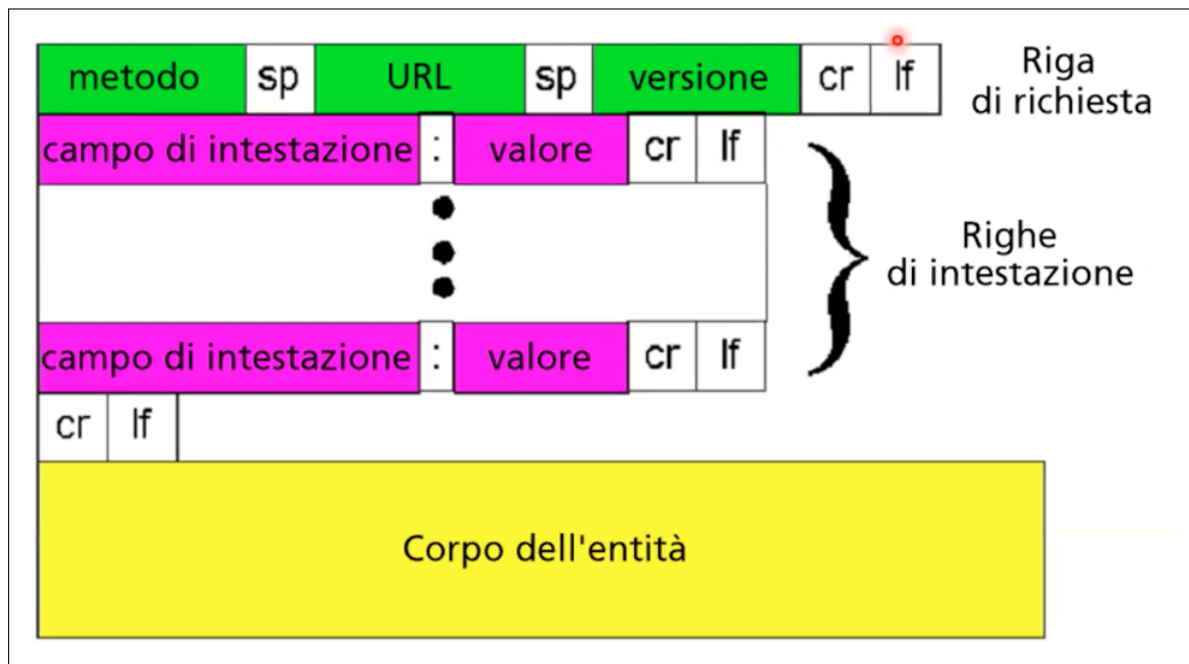 metodo sp URL sp versione cr lf
Riga
di richiesta
campo di intestazione : valore cr lf
Righe
di intestazione
campo di intestazione : valore cr lf
cr lf
Corpo dell'entità